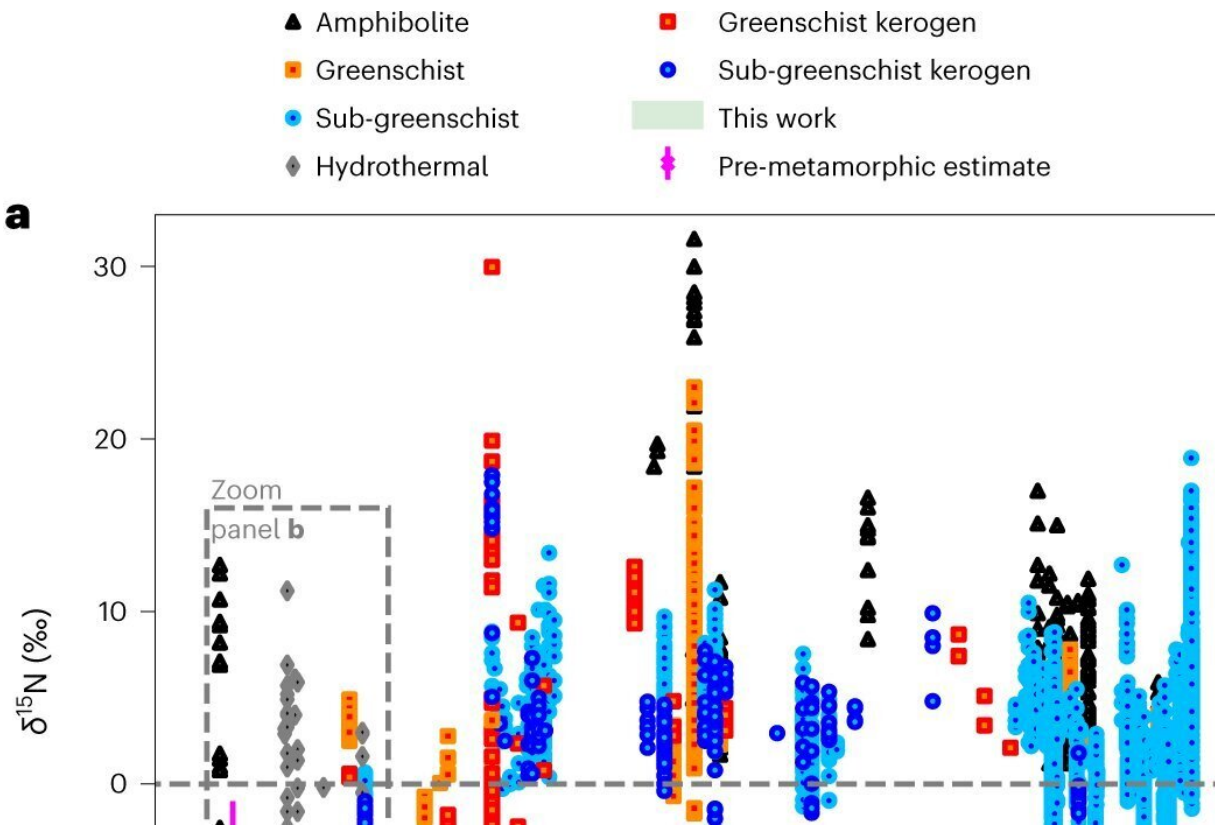 Amphibolite
Greenschist kerogen
Greenschist
Sub-greenschist kerogen
Sub-greenschist
This work
Hydrothermal
Pre-metamorphic estimate
a
30
20
Zoom
panel b
10
0
δ¹⁵N (‰)